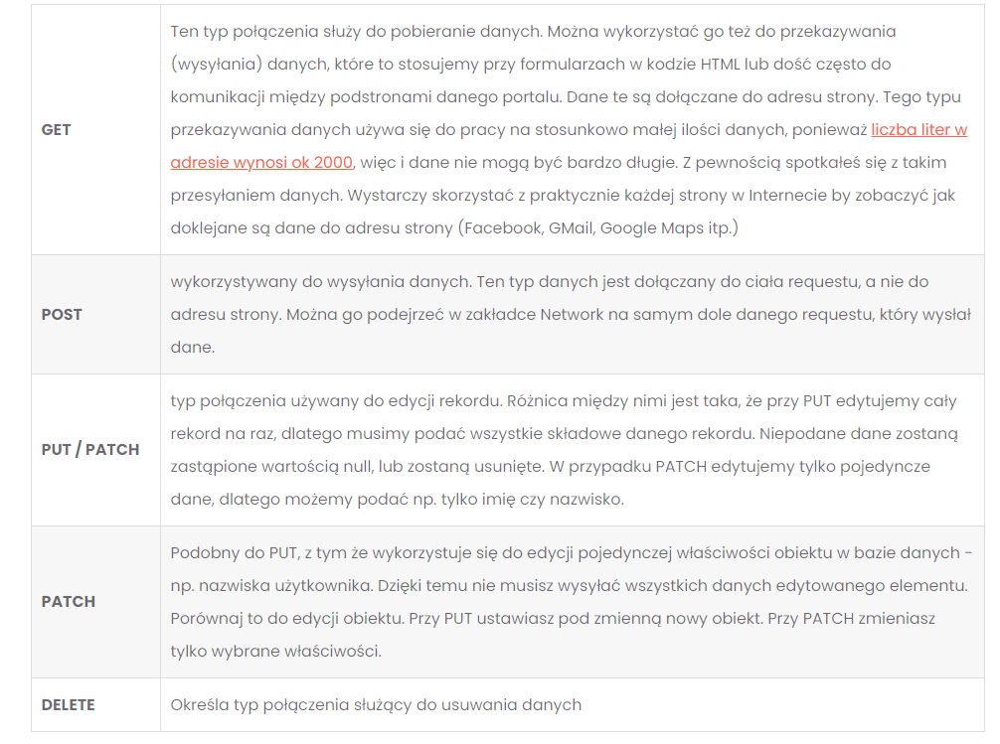 GET
Ten typ połączenia służy do pobieranie danych. Można wykorzystać go też do przekazywania
(wysyłania) danych, które to stosujemy przy formularzach w kodzie HTML lub dość często do
komunikacji między podstronami danego portalu. Dane te są dołączane do adresu strony. Tego typu
przekazywania danych używa się do pracy na stosunkowo małej ilości danych, ponieważ liczba liter w
adresie wynosi ok 2000, więc i dane nie mogą być bardzo długie. Z pewnością spotkałeś się z takim
przesyłaniem danych. Wystarczy skorzystać z praktycznie każdej strony w Internecie by zobaczyć jak
doklejane są dane do adresu strony (Facebook, GMail, Google Maps itp.)
POST
wykorzystywany do wysyłania danych. Ten typ danych jest dołączany do ciała requestu, a nie do
adresu strony. Można go podejrzeć w zakładce Network na samym dole danego requestu, który wysłał
dane.
PUT / PATCH
typ połączenia używany do edycji rekordu. Różnica między nimi jest taka, że przy PUT edytujemy cały
rekord na raz, dlatego musimy podać wszystkie składowe danego rekordu. Niepodane dane zostaną
zastąpione wartością null, lub zostaną usunięte. W przypadku PATCH edytujemy tylko pojedyncze
dane, dlatego możemy podać np. tylko imię czy nazwisko.
PATCH
Podobny do PUT, z tym że wykorzystuje się do edycji pojedynczej właściwości obiektu w bazie danych -
np. nazwiska użytkownika. Dzięki temu nie musisz wysyłać wszystkich danych edytowanego elementu.
Porównaj to do edycji obiektu. Przy PUT ustawiasz pod zmienną nowy obiekt. Przy PATCH zmieniasz
tylko wybrane właściwości.
DELETE
Określa typ połączenia służący do usuwania danych